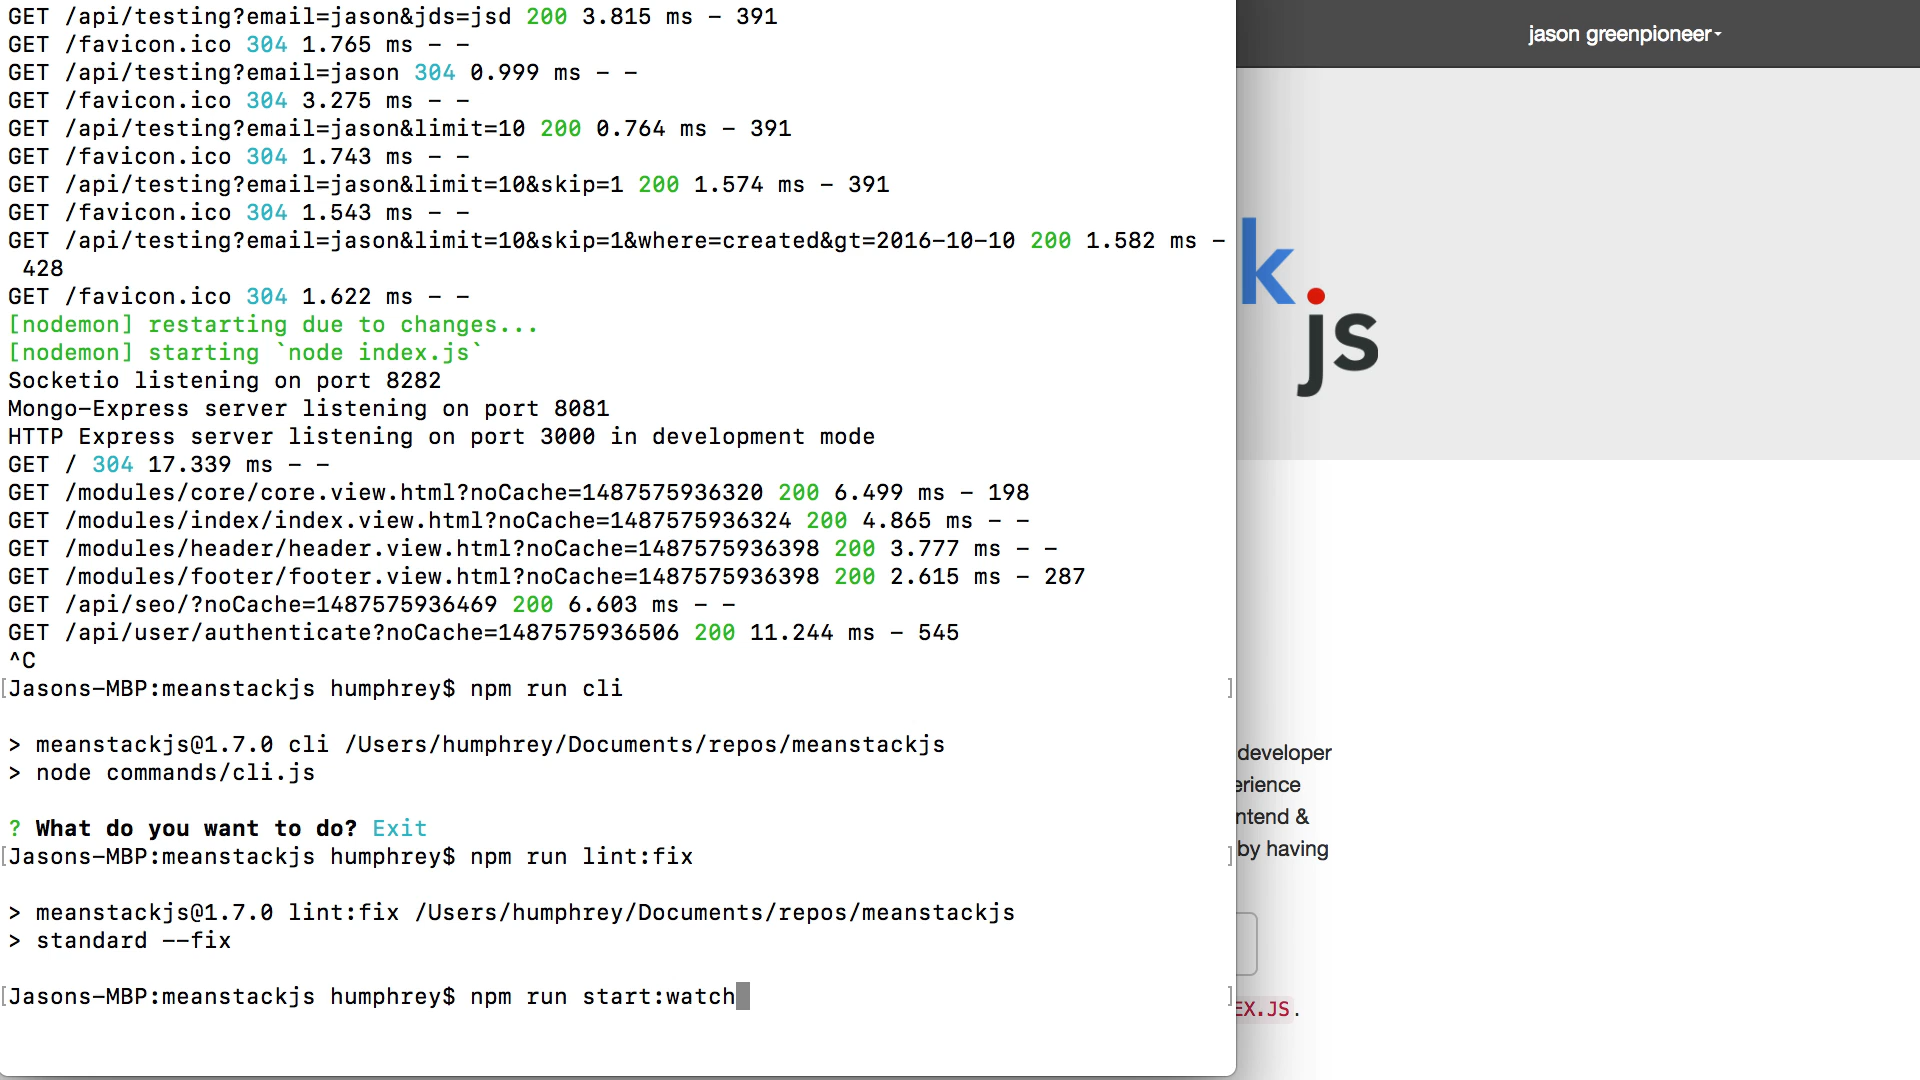 GET /api/testing?email=jason&jds=jsd 200 3.815 ms - 391
GET /favicon.ico 304 1.765 ms - -
GET /api/testing?email=jason 304 0.999 ms - -
GET /favicon.ico 304 3.275 ms - -
GET /api/testing?email=jason&limit=10 200 0.764 ms - 391
GET /favicon.ico 304 1.743 ms - -
GET /api/testing?email=jason&limit=10&skip=1 200 1.574 ms - 391
GET /favicon.ico 304 1.543 ms - -
GET /api/testing?email=jason&limit=10&skip=1&where=created&gt=2016-10-10 200 1.582 ms -
428
GET /favicon.ico 304 1.622 ms - -
[nodemon] restarting due to changes...
[nodemon] starting `node index.js`
Socketio listening on port 8282
Mongo-Express server listening on port 8081
HTTP Express server listening on port 3000 in development mode
GET / 304 17.339 ms - -
GET /modules/core/core.view.html?noCache=1487575936320 200 6.499 ms - 198
GET /modules/index/index.view.html?noCache=1487575936324 200 4.865 ms - -
GET /modules/header/header.view.html?noCache=1487575936398 200 3.777 ms - -
GET /modules/footer/footer.view.html?noCache=1487575936398 200 2.615 ms - 287
GET /api/seo/?noCache=1487575936469 200 6.603 ms - -
GET /api/user/authenticate?noCache=1487575936506 200 11.244 ms - 545
^C
[Jasons-MBP:meanstackjs humphrey$ npm run cli ]
> meanstackjs@1.7.0 cli /Users/humphrey/Documents/repos/meanstackjs
> node commands/cli.js
? What do you want to do? Exit
[Jasons-MBP:meanstackjs humphrey$ npm run lint:fix ]
> meanstackjs@1.7.0 lint:fix /Users/humphrey/Documents/repos/meanstackjs
> standard --fix
[Jasons-MBP:meanstackjs humphrey$ npm run start:watch ]
jason greenpioneer
k
.js
developer
erience
ntend &
by having
EX.JS.